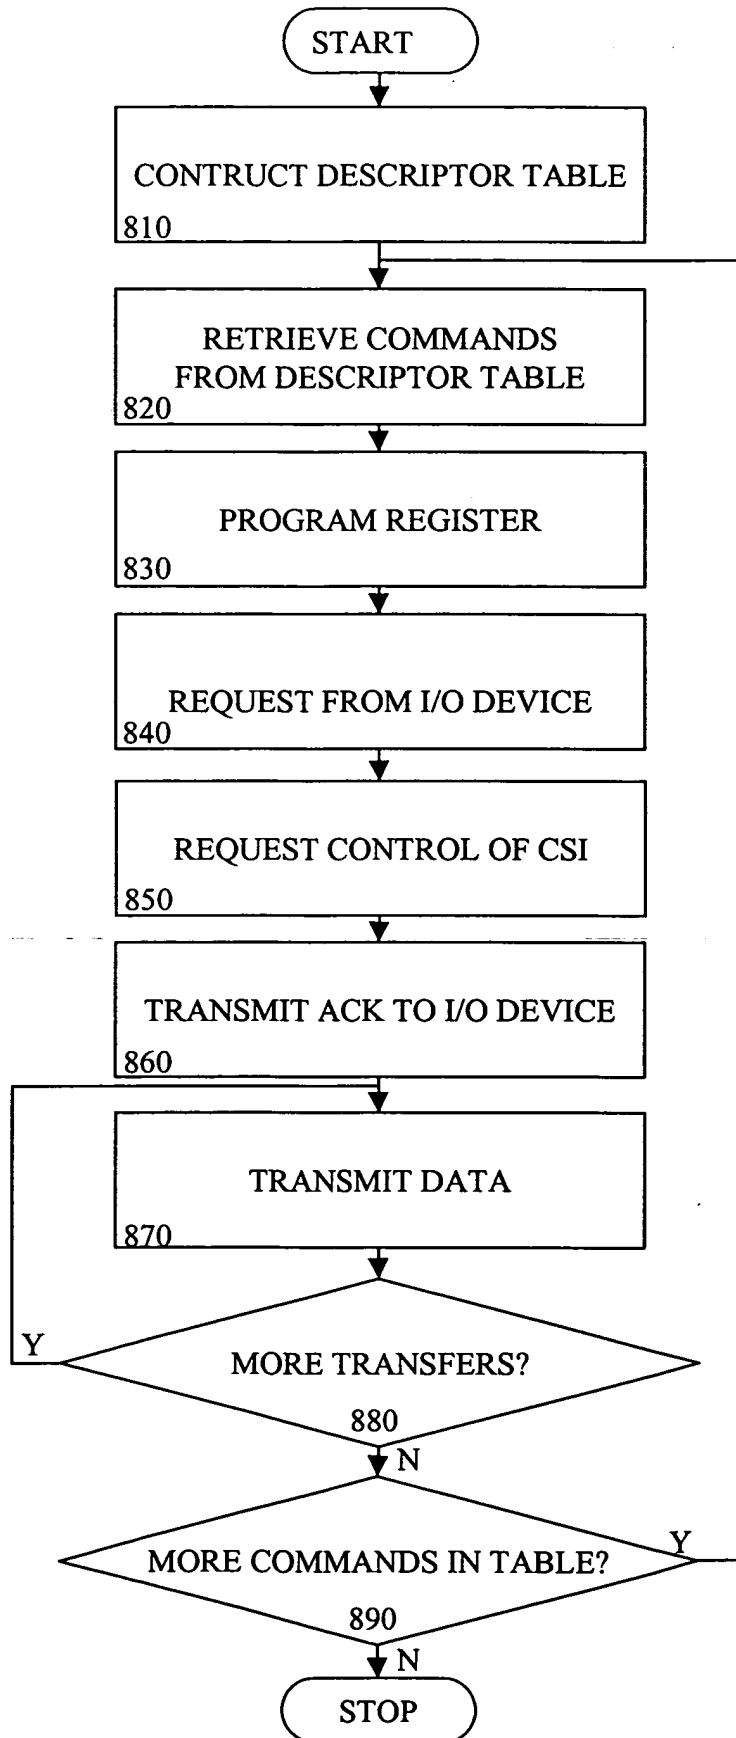 START
CONTRUCT DESCRIPTOR TABLE
810
RETRIEVE COMMANDS
FROM DESCRIPTOR TABLE
820
PROGRAM REGISTER
830
REQUEST FROM I/O DEVICE
840
REQUEST CONTROL OF CSI
850
TRANSMIT ACK TO I/O DEVICE
860
TRANSMIT DATA
870
Y
MORE TRANSFERS?
880
N
MORE COMMANDS IN TABLE?
Y
890
N
STOP